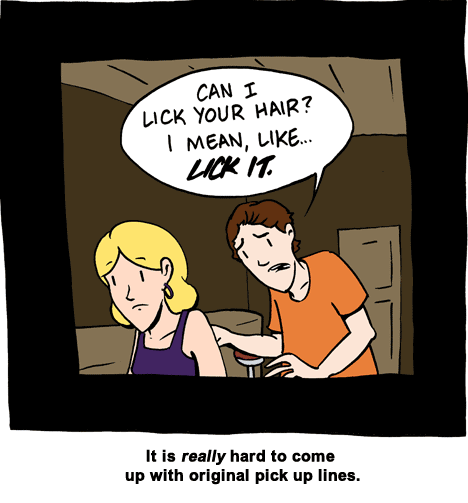 CAN I
LICK YOUR HAIR?
I MEAN, LIKE...
LICK IT.
It is really hard to come
up with original pick up lines.